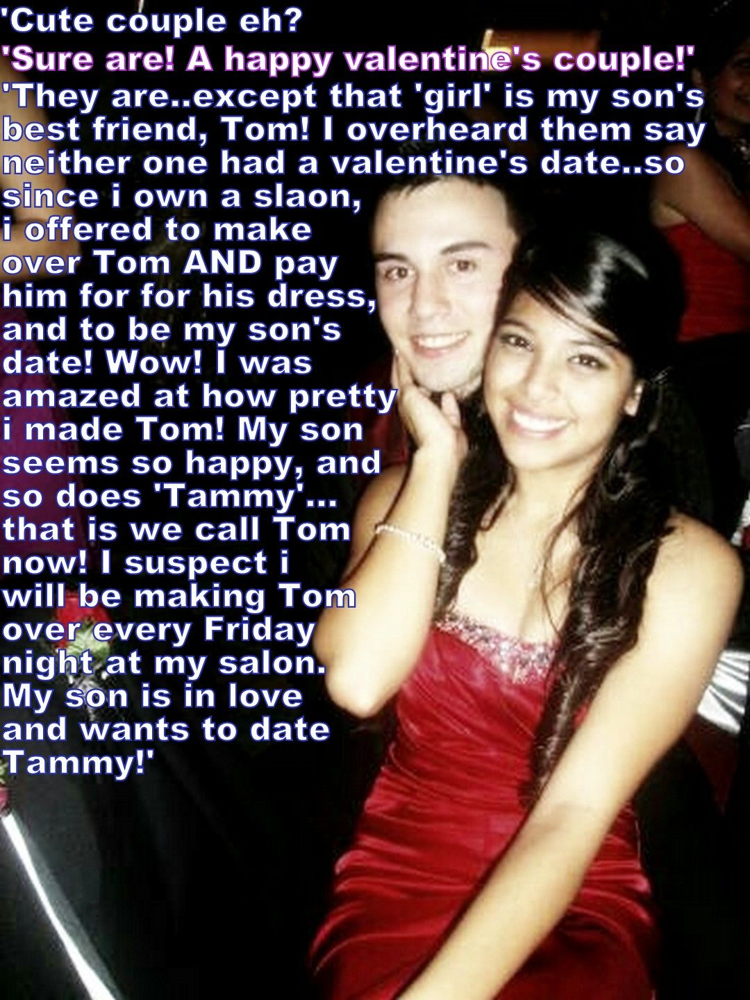 'Cute couple eh?
'Sure are! A happy valentine's couple!'
'They are..except that 'girl' is my son's
best friend, Tom! I overheard them say
neither one had a valentine's date..so
since i own a slaon,
i offered to make
over Tom AND pay
him for for his dress,
and to be my son's
date! Wow! I was
amazed at how pretty
i made Tom! My son
seems so happy, and
so does 'Tammy'...
that is we call Tom
now! I suspect i
will be making Tom
over every Friday
night at my salon.
My son is in love
and wants to date
Tammy!'